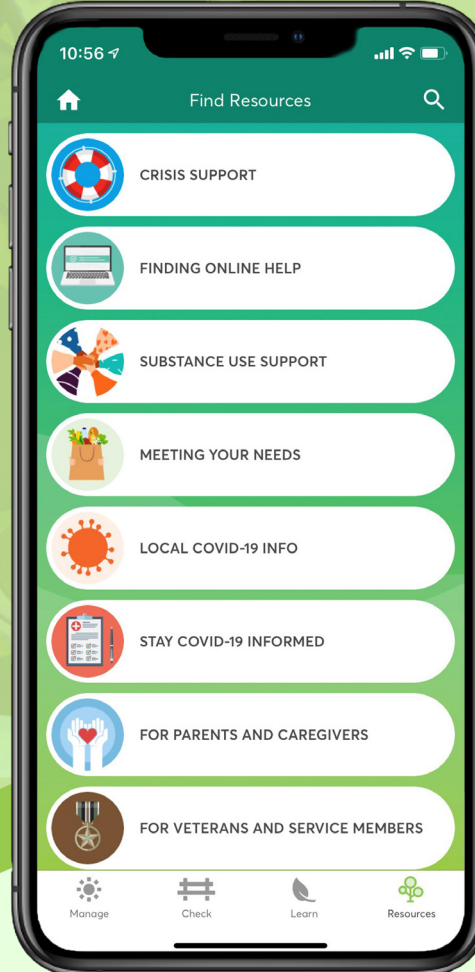 10:56
Find Resources
CRISIS SUPPORT
FINDING ONLINE HELP
SUBSTANCE USE SUPPORT
MEETING YOUR NEEDS
LOCAL COVID-19 INFO
STAY COVID-19 INFORMED
FOR PARENTS AND CAREGIVERS
FOR VETERANS AND SERVICE MEMBERS
Manage
Check
Learn
Resources